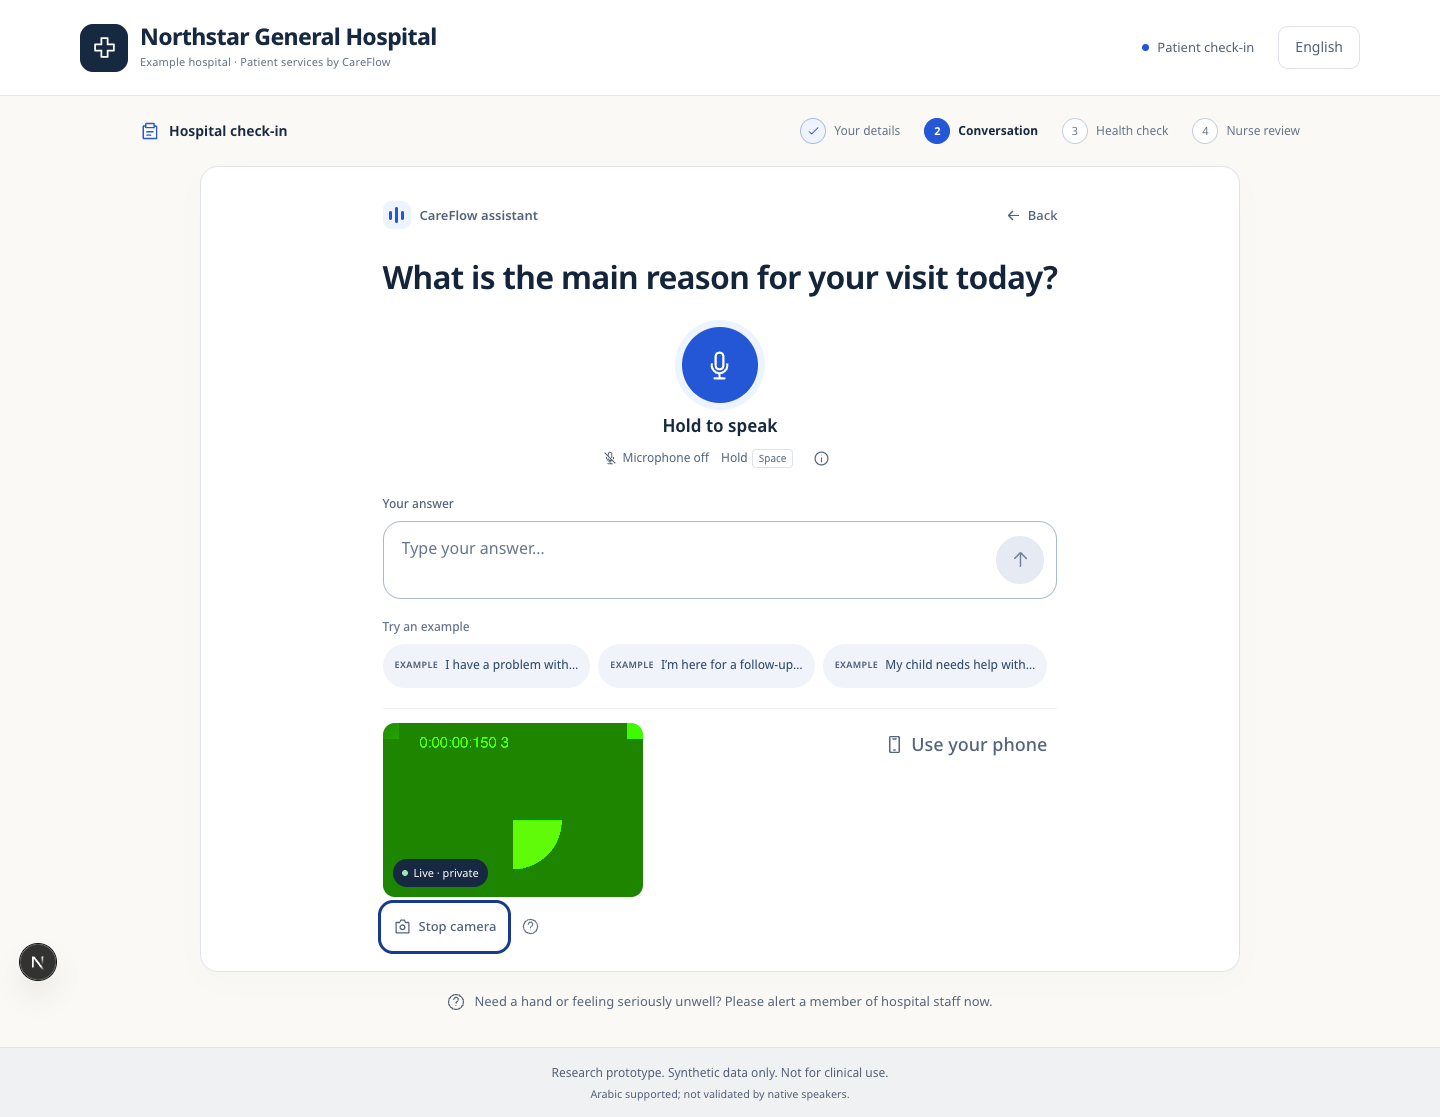 Northstar General Hospital
Example hospital · Patient services by CareFlow
Patient check-in
English
Hospital check-in
Your details
2 Conversation
3 Health check
4 Nurse review
CareFlow assistant
Back
What is the main reason for your visit today?
Hold to speak
Microphone off Hold Space
Your answer
Type your answer...
Try an example
EXAMPLE I have a problem with...
EXAMPLE I'm here for a follow-up...
EXAMPLE My child needs help with...
0:00:00:150 3
Use your phone
Live · private
Stop camera
N
Need a hand or feeling seriously unwell? Please alert a member of hospital staff now.
Research prototype. Synthetic data only. Not for clinical use.
Arabic supported; not validated by native speakers.